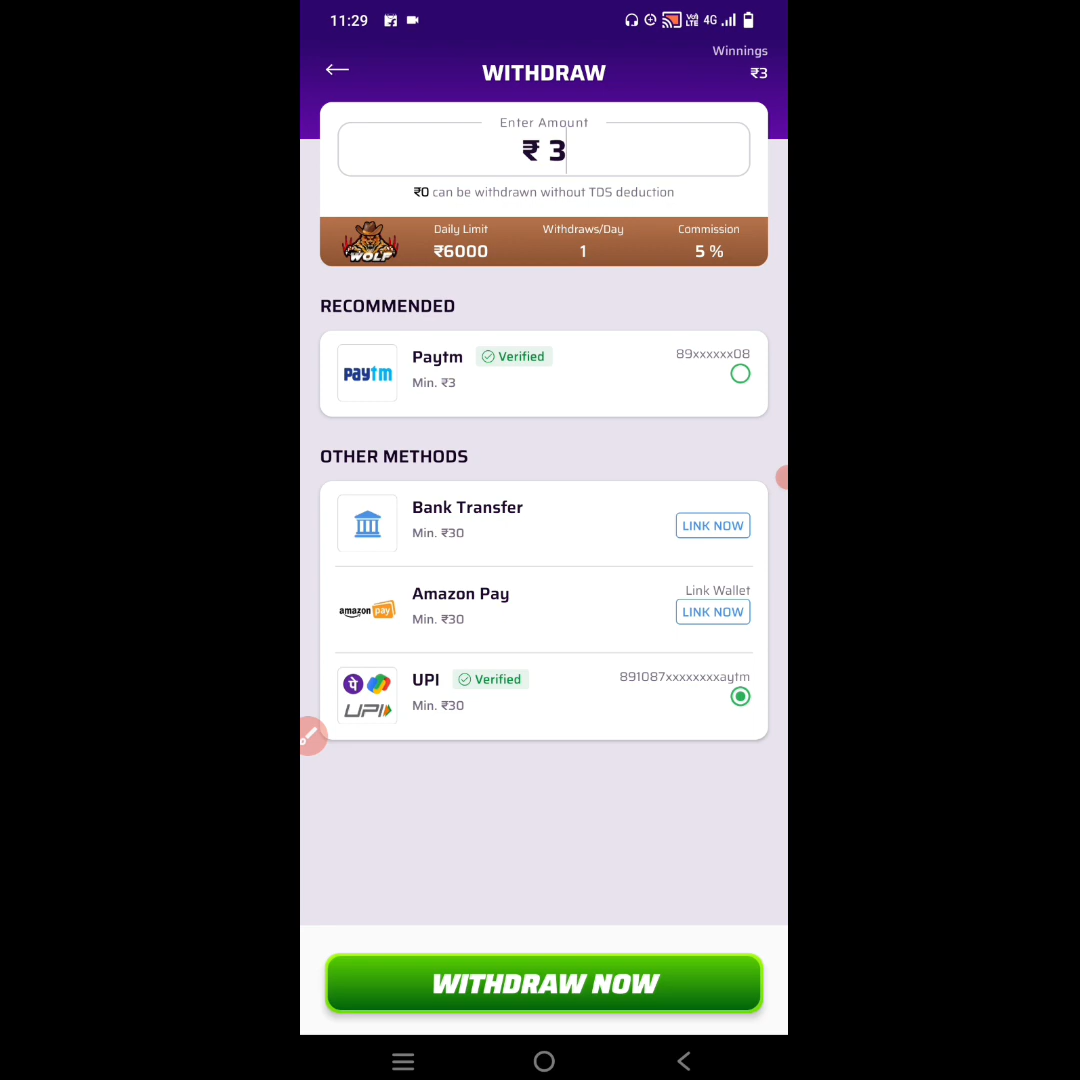 11:29
VoD LTE 4G
Winnings
WITHDRAW
₹3
Enter Amount
₹ 3
₹0 can be withdrawn without TDS deduction
WOLF
Daily Limit
₹6000
Withdraws/Day
1
Commission
5 %
RECOMMENDED
paytm
Paytm
Verified
Min. ₹3
89xxxxxx08
OTHER METHODS
Bank Transfer
Min. ₹30
LINK NOW
amazon pay
Amazon Pay
Min. ₹30
Link Wallet
LINK NOW
पे
UPI
UPI
Verified
Min. ₹30
891087xxxxxxxxaytm
WITHDRAW NOW